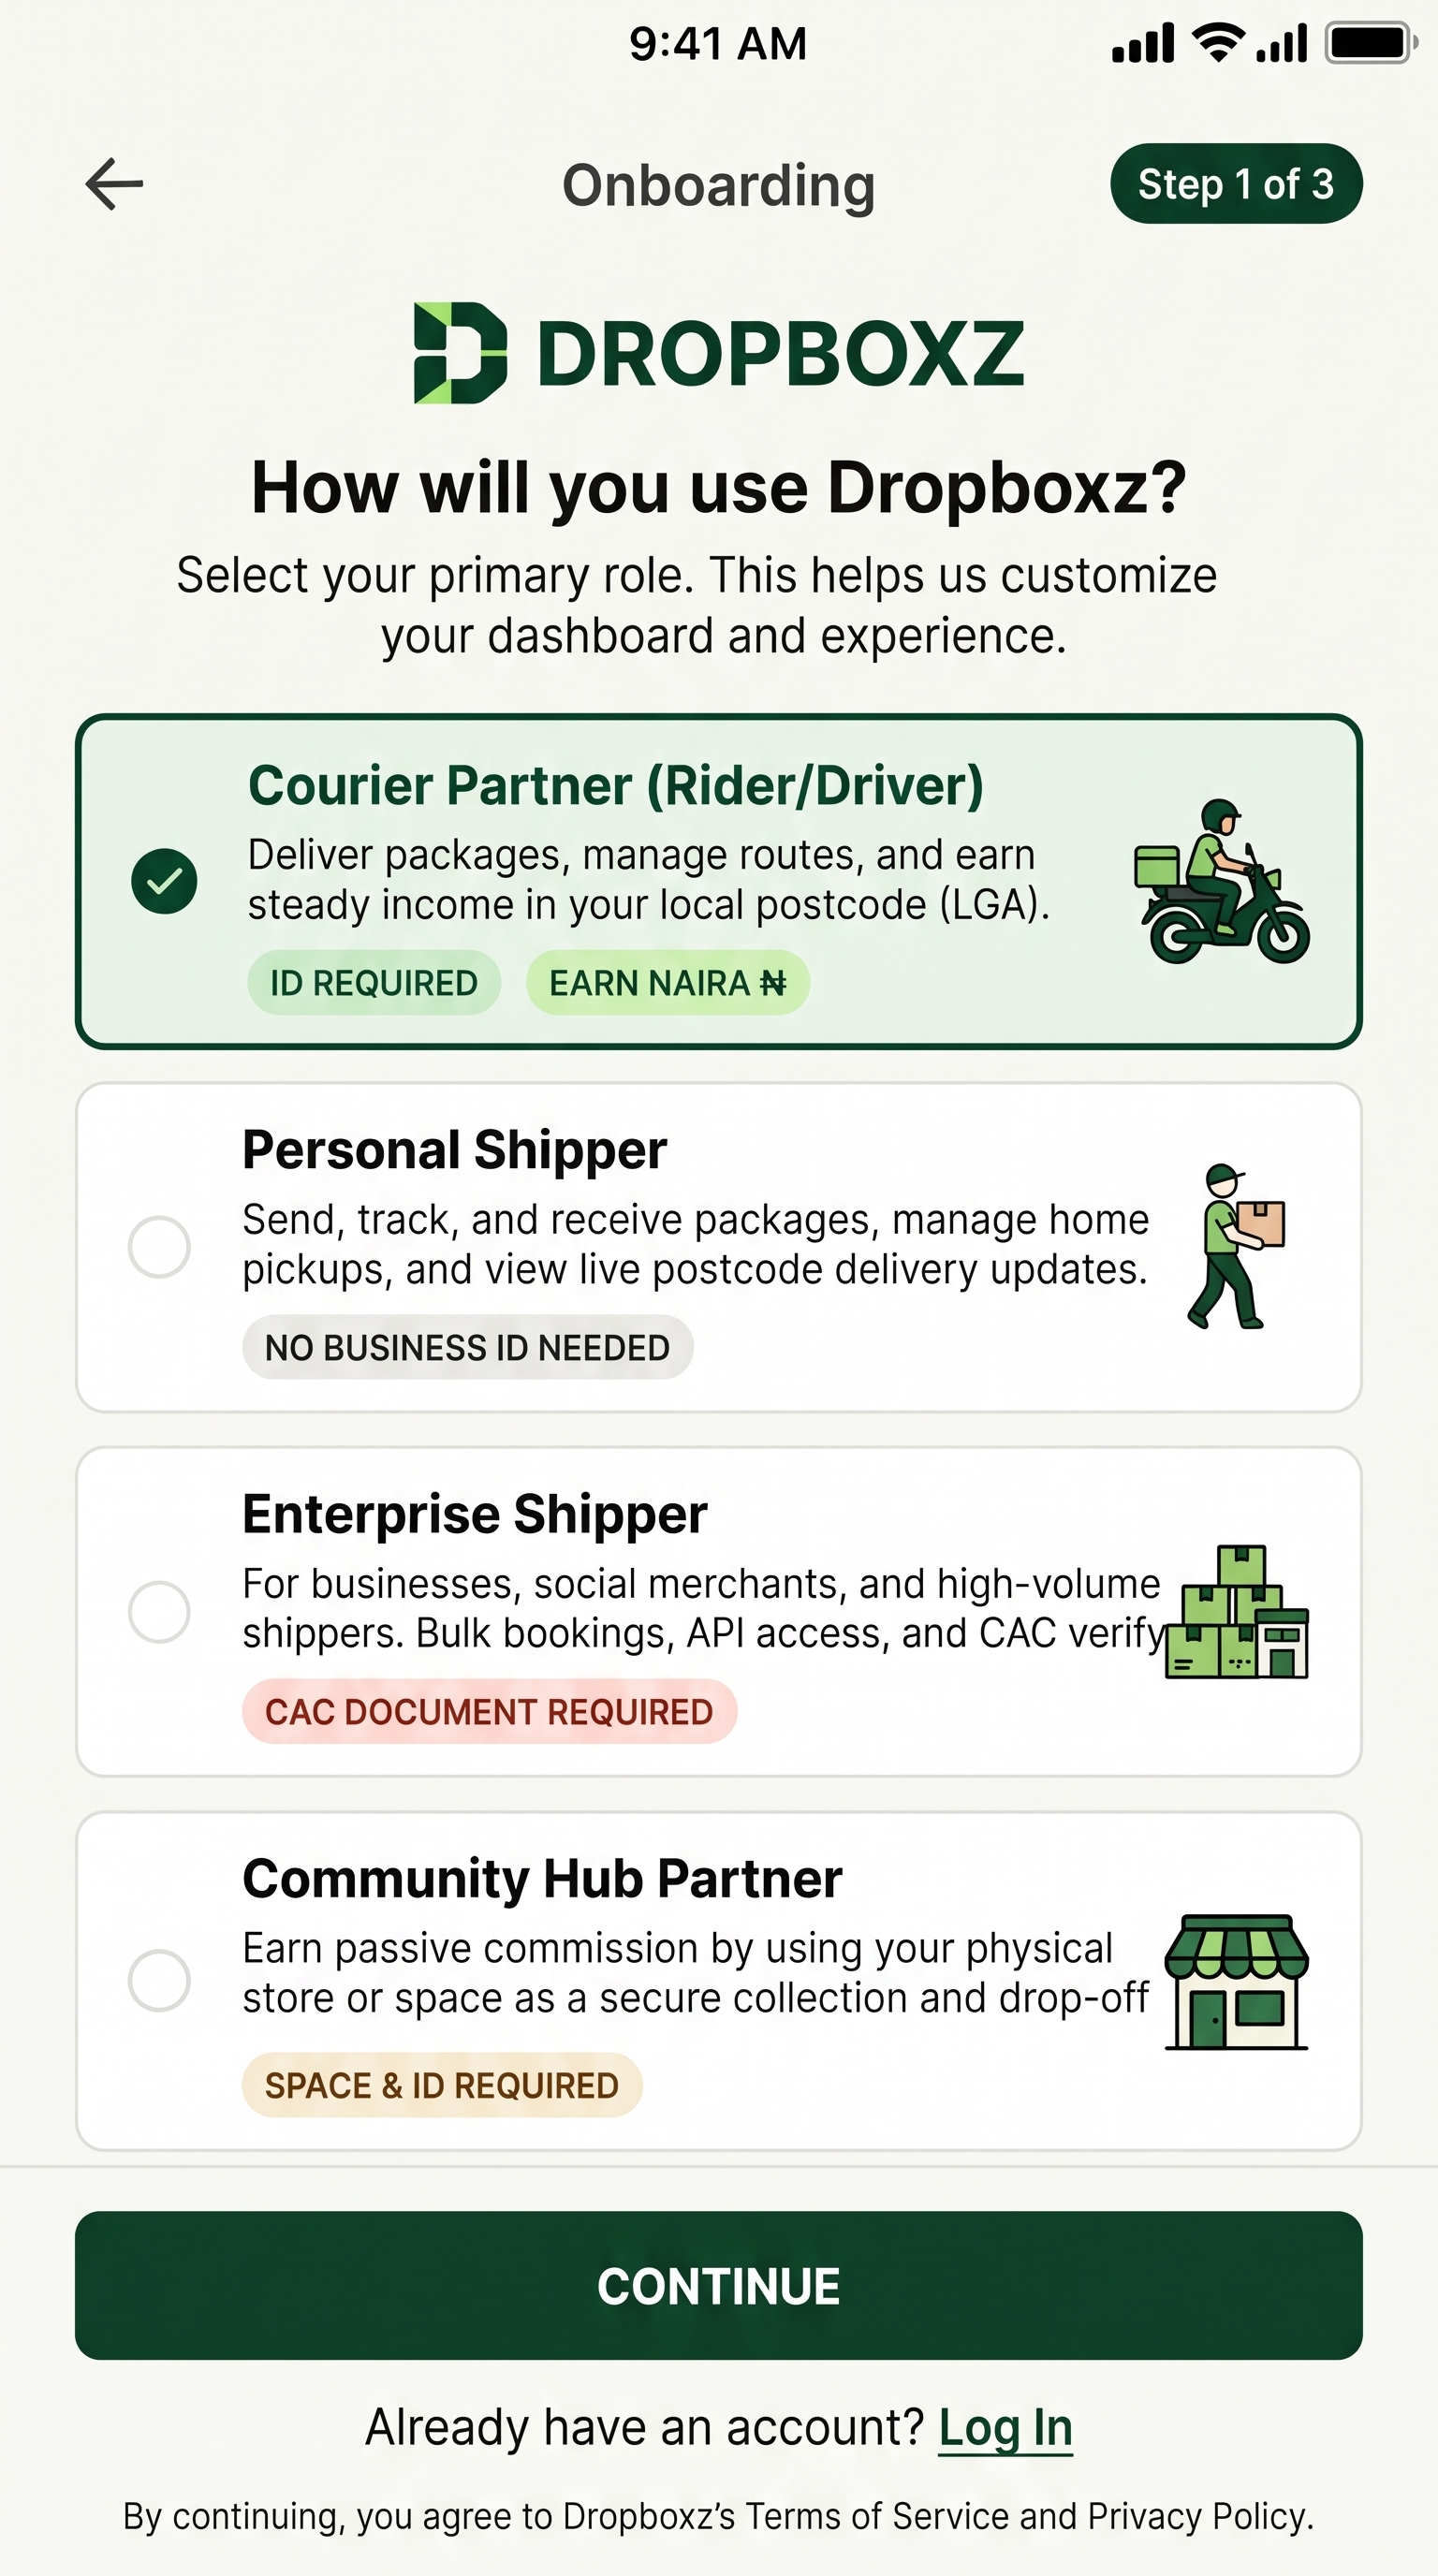 9:41 AM
Onboarding
Step 1 of 3
DROPBOXZ
How will you use Dropboxz?
Select your primary role. This helps us customize
your dashboard and experience.
Courier Partner (Rider/Driver)
Deliver packages, manage routes, and earn
steady income in your local postcode (LGA).
ID REQUIRED
EARN NAIRA ₦
Personal Shipper
Send, track, and receive packages, manage home
pickups, and view live postcode delivery updates.
NO BUSINESS ID NEEDED
Enterprise Shipper
For businesses, social merchants, and high-volume
shippers. Bulk bookings, API access, and CAC verify
CAC DOCUMENT REQUIRED
Community Hub Partner
Earn passive commission by using your physical
store or space as a secure collection and drop-off
SPACE & ID REQUIRED
CONTINUE
Already have an account? Log In
By continuing, you agree to Dropboxz’s Terms of Service and Privacy Policy.